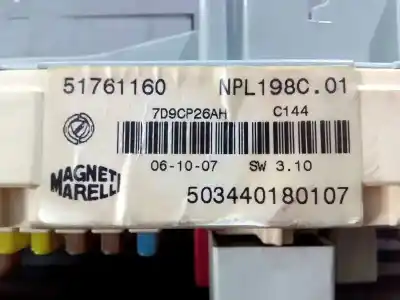 51761160 NPL198C.01
7D9CP26AH C144
06-10-07 SW 3.10
MAGNETI
MARELLI
503440180107